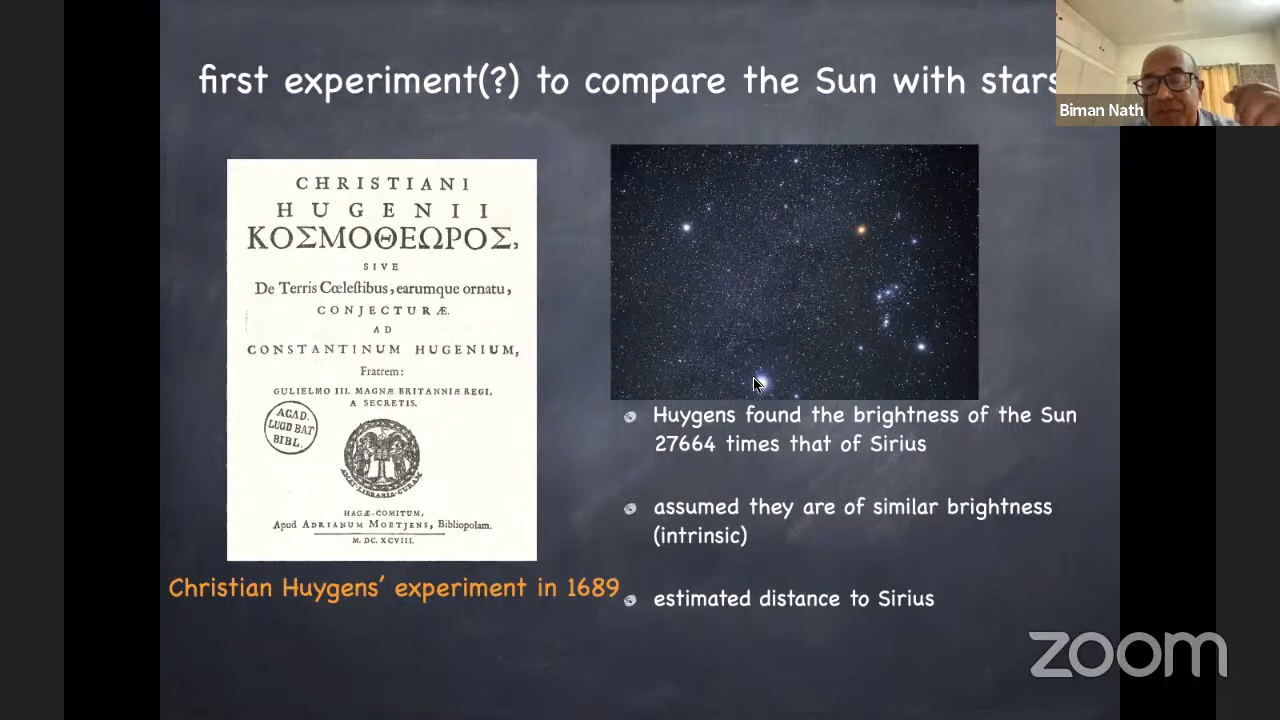 first experiment(?) to compare the Sun with stars
Biman Nath
CHRISTIANI
HUGENII
ΚΟΣΜΟΘΕΩΡΟΣ,
SIVE
De Terris Cœleſtibus, earumque ornatu,
CONJECTURÆ.
AD
CONSTANTINUM HUGENIUM,
Fratrem:
GULIELMO III. MAGNÆ BRITANNIÆ REGI,
A SECRETIS.
ACAD.
LUGD BAT
BIBL.
HAGÆ-COMITUM,
Apud ADRIANUM MOETJENS, Bibliopolam.
M. DC. XCVIII.
Christian Huygens' experiment in 1689
Huygens found the brightness of the Sun
27664 times that of Sirius
assumed they are of similar brightness
(intrinsic)
estimated distance to Sirius
zoom